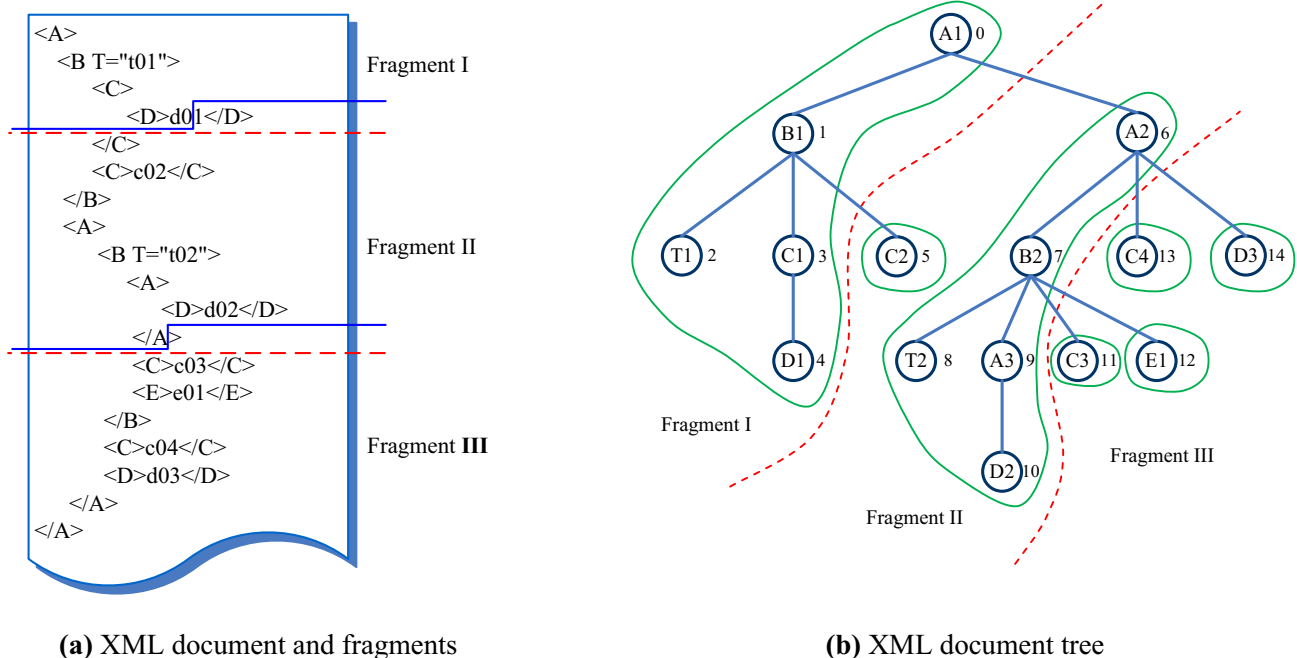 <A>
<B T="t01">
<C>
<D>d01</D>
</C>
<C>c02</C>
</B>
<A>
<B T="t02">
<A>
<D>d02</D>
</A>
<C>c03</C>
<E>e01</E>
</B>
<C>c04</C>
<D>d03</D>
</A>
</A>
Fragment I
Fragment II
Fragment III
(a) XML document and fragments
A1 0
B1 1
A2 6
T1 2
C1 3
C2 5
B2 7
C4 13
D3 14
D1 4
T2 8
A3 9
C3 11
E1 12
D2 10
Fragment I
Fragment II
Fragment III
(b) XML document tree